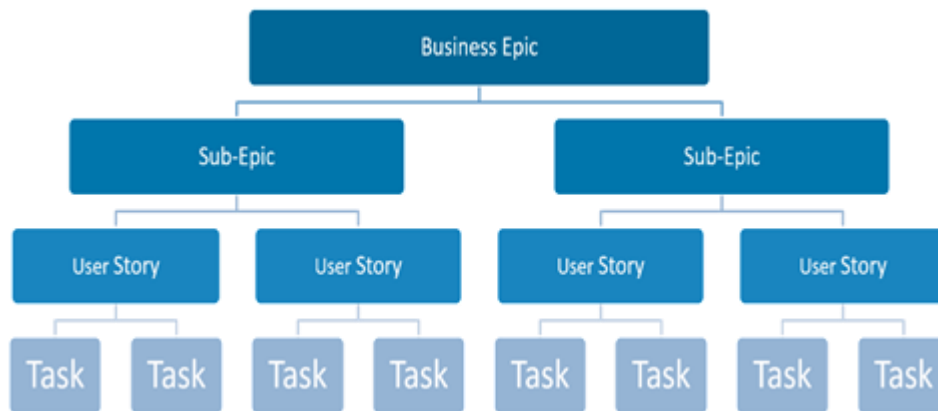 Business Epic
Sub-Epic
Sub-Epic
User Story
User Story
User Story
User Story
Task
Task
Task
Task
Task
Task
Task
Task